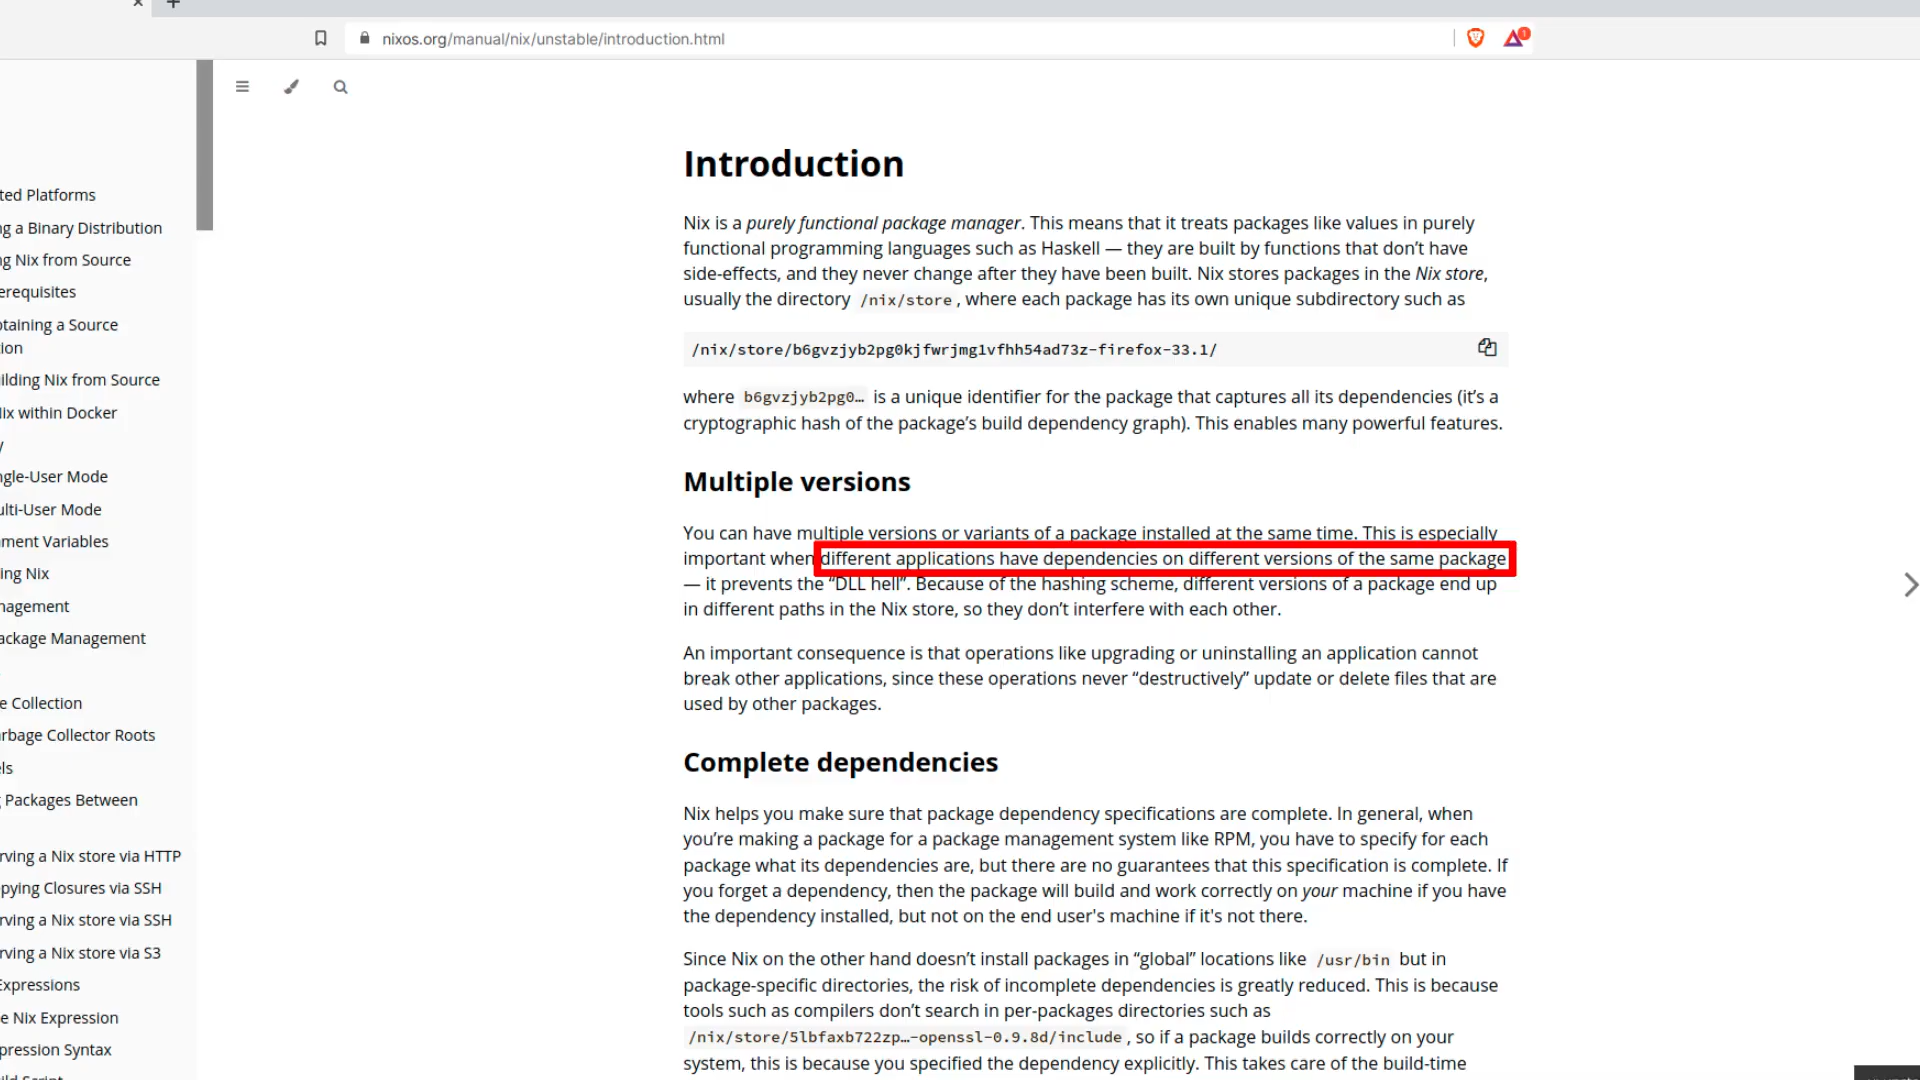 nixos.org/manual/nix/unstable/introduction.html
1
ted Platforms
ng a Binary Distribution
ng Nix from Source
erequisites
taining a Source
ion
ilding Nix from Source
ix within Docker
y
ngle-User Mode
ulti-User Mode
ment Variables
ing Nix
nagement
ackage Management
e Collection
arbage Collector Roots
els
g Packages Between
rving a Nix store via HTTP
pying Closures via SSH
rving a Nix store via SSH
rving a Nix store via S3
Expressions
e Nix Expression
pression Syntax
ild Script
Introduction
Nix is a purely functional package manager. This means that it treats packages like values in purely
functional programming languages such as Haskell — they are built by functions that don’t have
side-effects, and they never change after they have been built. Nix stores packages in the Nix store,
usually the directory /nix/store, where each package has its own unique subdirectory such as
/nix/store/b6gvzjyb2pg0kjfwrjmg1vfhh54ad73z-firefox-33.1/
where b6gvzjyb2pg0… is a unique identifier for the package that captures all its dependencies (it’s a
cryptographic hash of the package’s build dependency graph). This enables many powerful features.
Multiple versions
You can have multiple versions or variants of a package installed at the same time. This is especially
important when different applications have dependencies on different versions of the same package
— it prevents the “DLL hell”. Because of the hashing scheme, different versions of a package end up
in different paths in the Nix store, so they don’t interfere with each other.
An important consequence is that operations like upgrading or uninstalling an application cannot
break other applications, since these operations never “destructively” update or delete files that are
used by other packages.
Complete dependencies
Nix helps you make sure that package dependency specifications are complete. In general, when
you’re making a package for a package management system like RPM, you have to specify for each
package what its dependencies are, but there are no guarantees that this specification is complete. If
you forget a dependency, then the package will build and work correctly on your machine if you have
the dependency installed, but not on the end user's machine if it's not there.
Since Nix on the other hand doesn’t install packages in “global” locations like /usr/bin but in
package-specific directories, the risk of incomplete dependencies is greatly reduced. This is because
tools such as compilers don’t search in per-packages directories such as
/nix/store/5lbfaxb722zp…-openssl-0.9.8d/include, so if a package builds correctly on your
system, this is because you specified the dependency explicitly. This takes care of the build-time